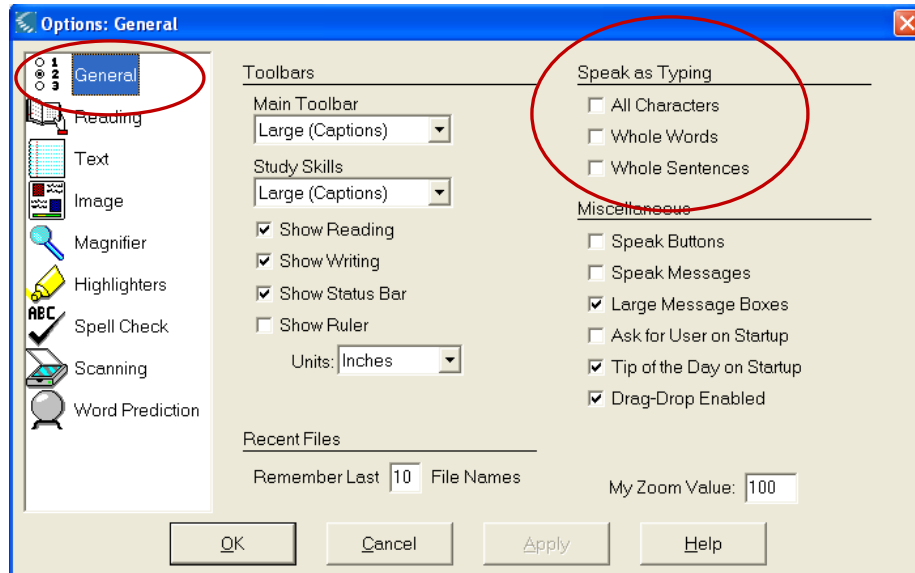 Options: General
General
Reading
Text
Image
Magnifier
Highlighters
ABC
Spell Check
Scanning
Word Prediction
1
2
3
Toolbars
Main Toolbar
Large (Captions)
Study Skills
Large (Captions)
Show Reading
Show Writing
Show Status Bar
Show Ruler
Units: Inches
Recent Files
Remember Last 10 File Names
Speak as Typing
All Characters
Whole Words
Whole Sentences
Miscellaneous
Speak Buttons
Speak Messages
Large Message Boxes
Ask for User on Startup
Tip of the Day on Startup
Drag-Drop Enabled
My Zoom Value: 100
OK
Cancel
Apply
Help